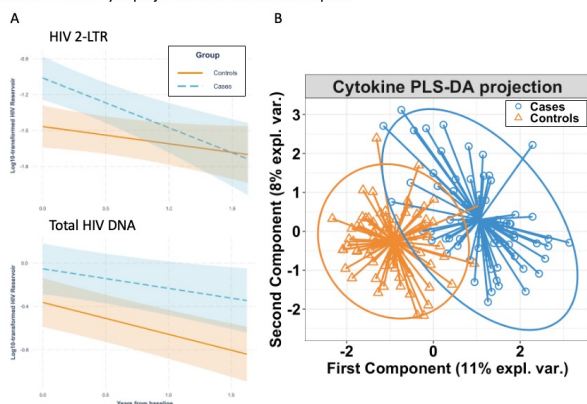 A
B
HIV 2-LTR
Group
Controls
Cases
Log10-transformed HIV Reservoir
-0.9
-1.2
-1.5
-1.8
0.0
0.5
1.0
1.5
Total HIV DNA
Log10-transformed HIV Reservoir
0.0
-0.4
-0.8
0.0
0.5
1.0
1.5
Years from baseline
Cytokine PLS-DA projection
Cases
Controls
Second Component (8% expl. var.)
3
2
1
0
-1
-2
-2
0
2
First Component (11% expl. var.)